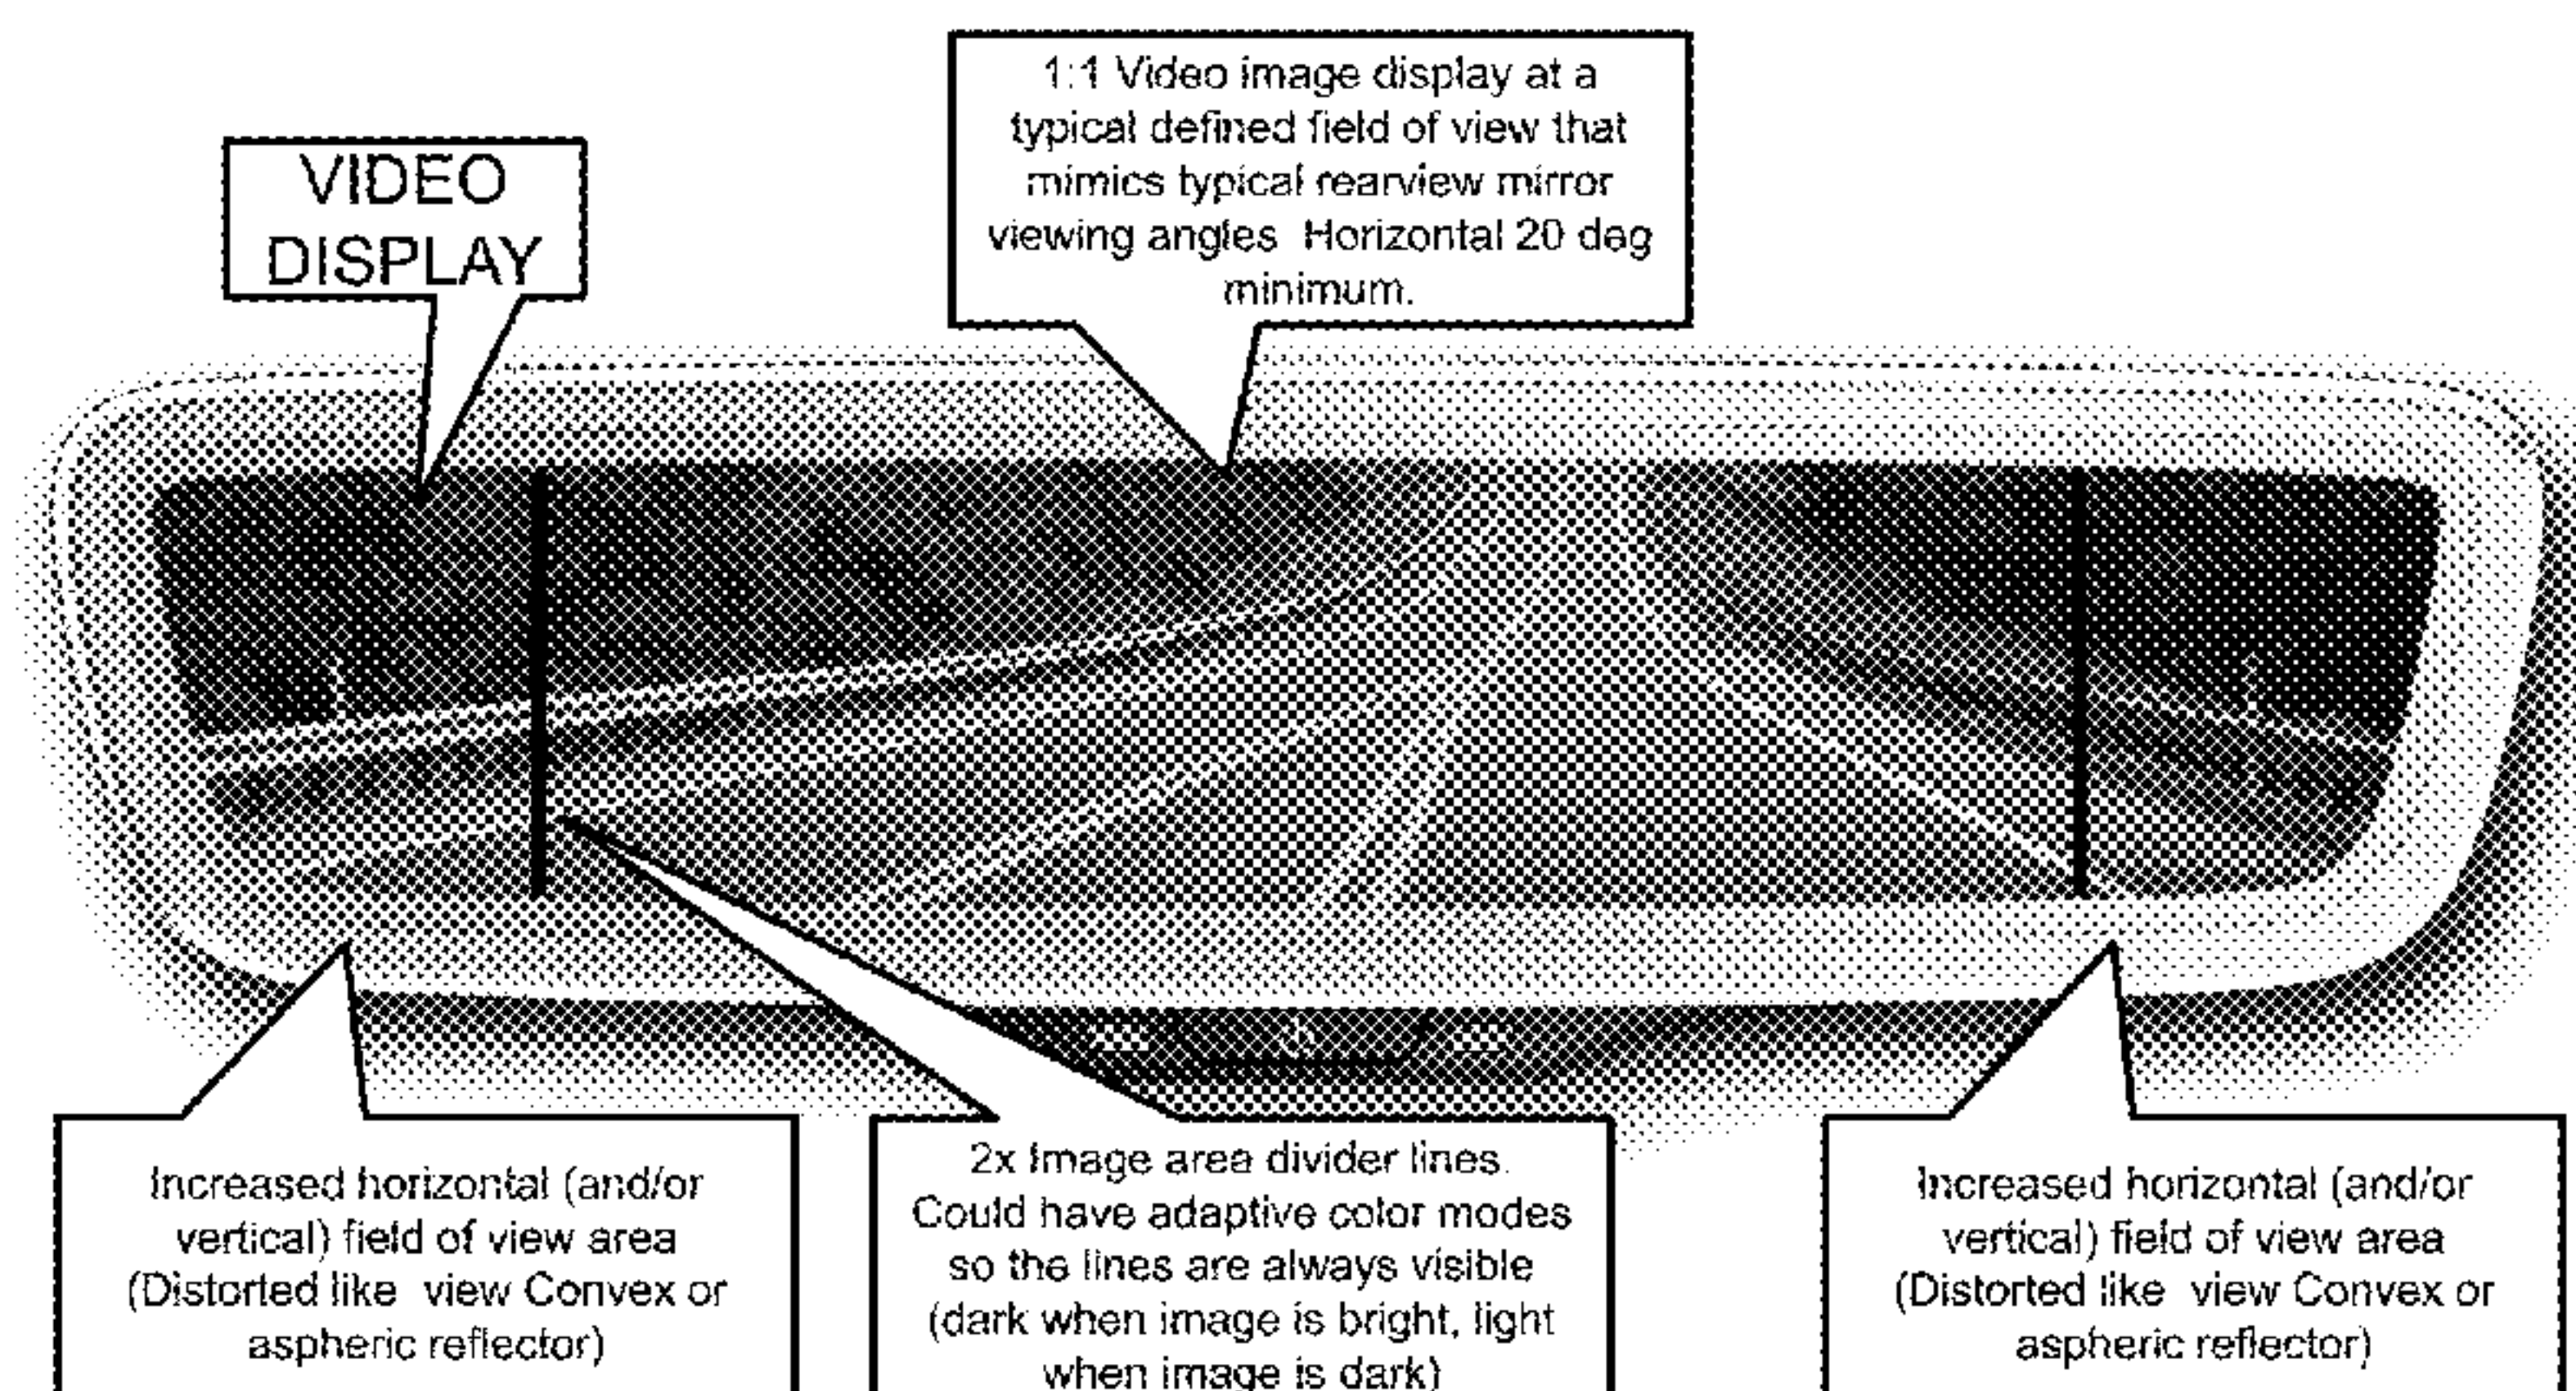 VIDEO
DISPLAY
1:1 Video image display at a
typical defined field of view that
mimics typical rearview mirror
viewing angles  Horizontal 20 deg
minimum.
Increased horizontal (and/or
vertical) field of view area
(Distorted like  view Convex or
aspheric reflector)
2x Image area divider lines.
Could have adaptive color modes
so the lines are always visible
(dark when image is bright, light
when image is dark)
Increased horizontal (and/or
vertical) field of view area
(Distorted like  view Convex or
aspheric reflector)